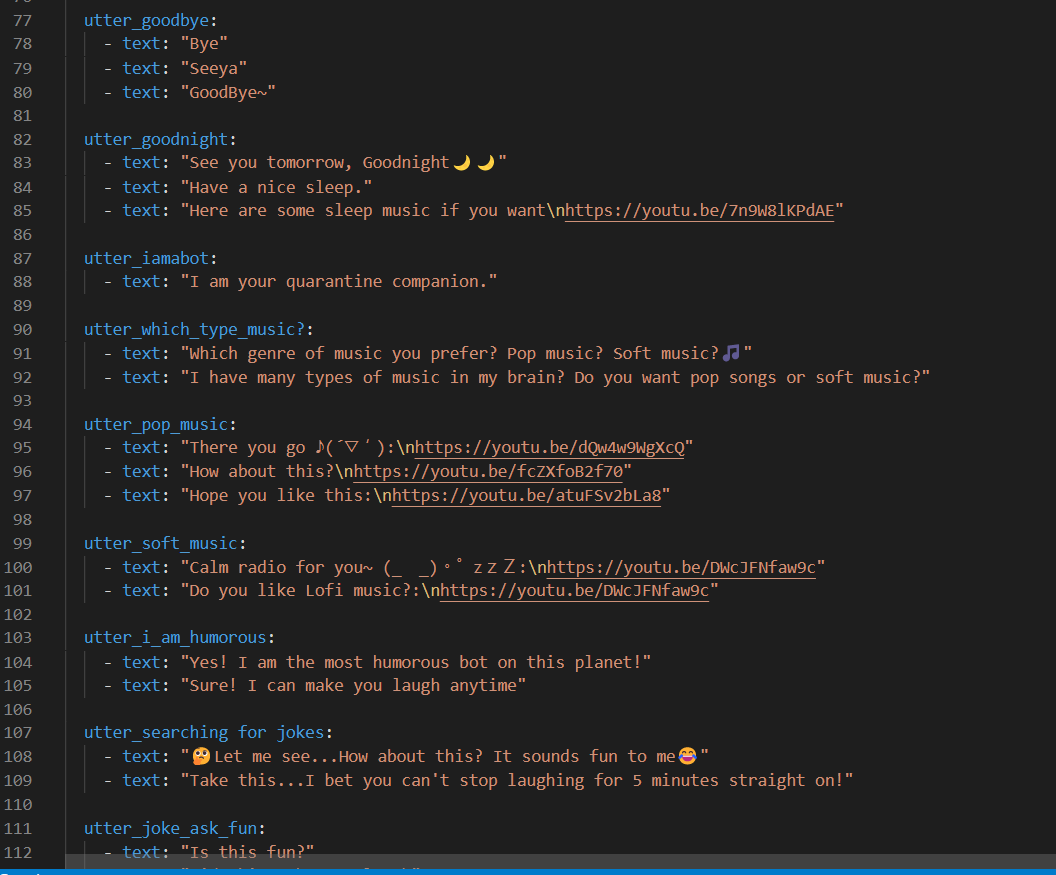 77 utter_goodbye:
78 - text: "Bye"
79 - text: "Seeya"
80 - text: "GoodBye~"
81
82 utter_goodnight:
83 - text: "See you tomorrow, Goodnight🌙🌙"
84 - text: "Have a nice sleep."
85 - text: "Here are some sleep music if you want\nhttps://youtu.be/7n9W8lKPdAE"
86
87 utter_iamabot:
88 - text: "I am your quarantine companion."
89
90 utter_which_type_music?:
91 - text: "Which genre of music you prefer? Pop music? Soft music?🎵"
92 - text: "I have many types of music in my brain? Do you want pop songs or soft music?"
93
94 utter_pop_music:
95 - text: "There you go ♪(´▽｀):\nhttps://youtu.be/dQw4w9WgXcQ"
96 - text: "How about this?\nhttps://youtu.be/fcZXfoB2f70"
97 - text: "Hope you like this:\nhttps://youtu.be/atuFSv2bLa8"
98
99 utter_soft_music:
100 - text: "Calm radio for you~ (_　_)。゜zｚＺ:\nhttps://youtu.be/DWcJFNfaw9c"
101 - text: "Do you like Lofi music?:\nhttps://youtu.be/DWcJFNfaw9c"
102
103 utter_i_am_humorous:
104 - text: "Yes! I am the most humorous bot on this planet!"
105 - text: "Sure! I can make you laugh anytime"
106
107 utter_searching for jokes:
108 - text: "🤔Let me see...How about this? It sounds fun to me😂"
109 - text: "Take this...I bet you can't stop laughing for 5 minutes straight on!"
110
111 utter_joke_ask_fun:
112 - text: "Is this fun?"